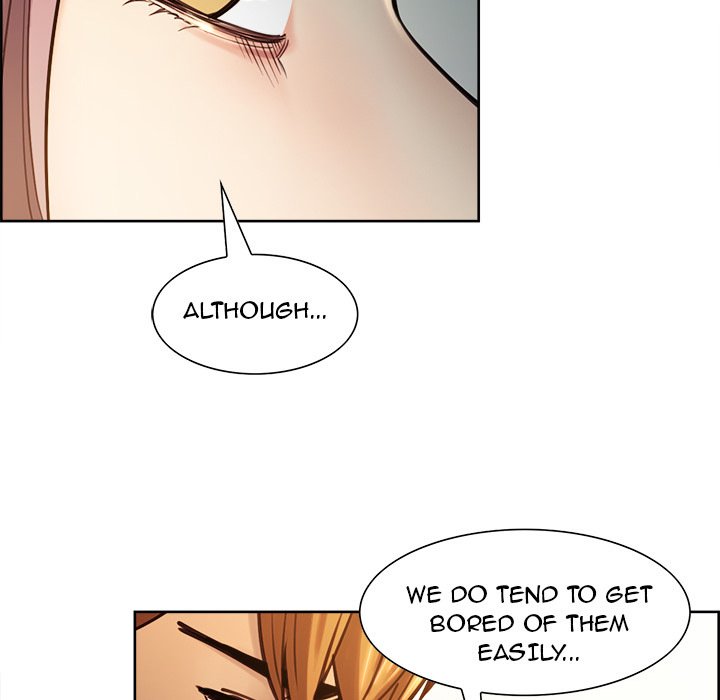 ALTHOUGH...
WE DO TEND TO GET
BORED OF THEM
EASILY...